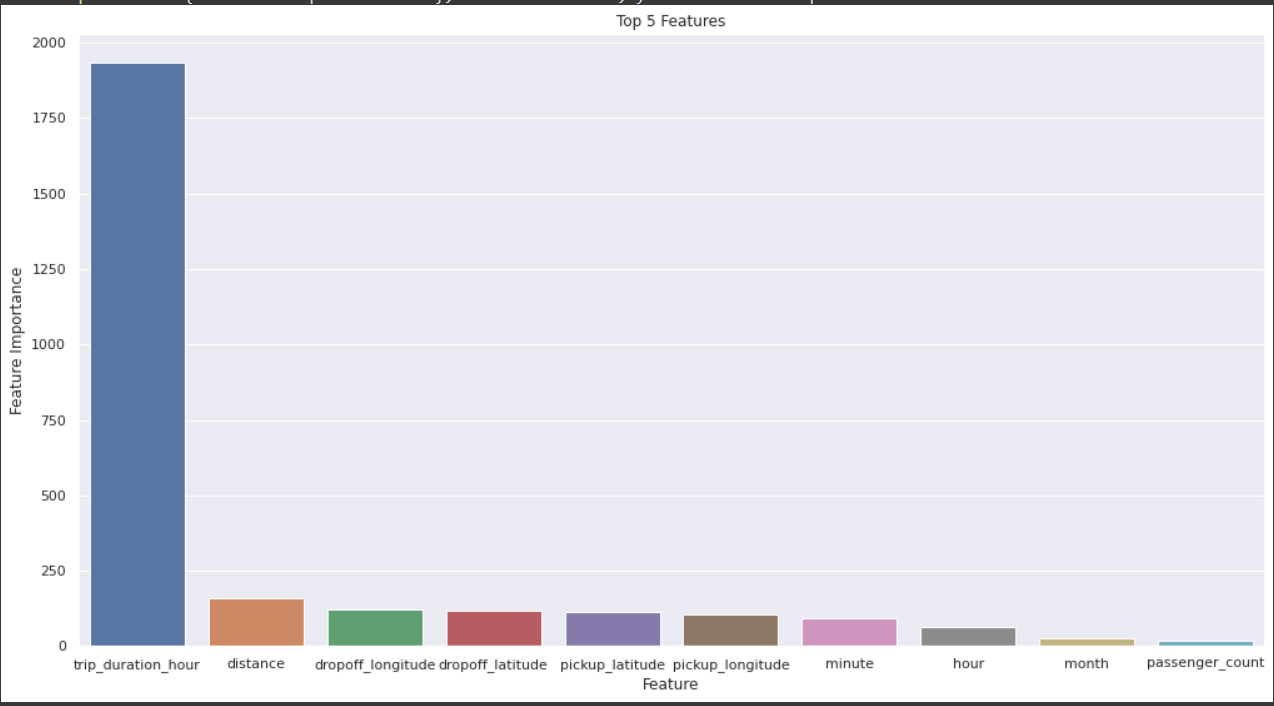 Top 5 Features
2000
1750
1500
1250
1000
750
500
250
0
Feature Importance
trip_duration_hour distance dropoff_longitude dropoff_latitude pickup_latitude pickup_longitude minute hour month passenger_count
Feature